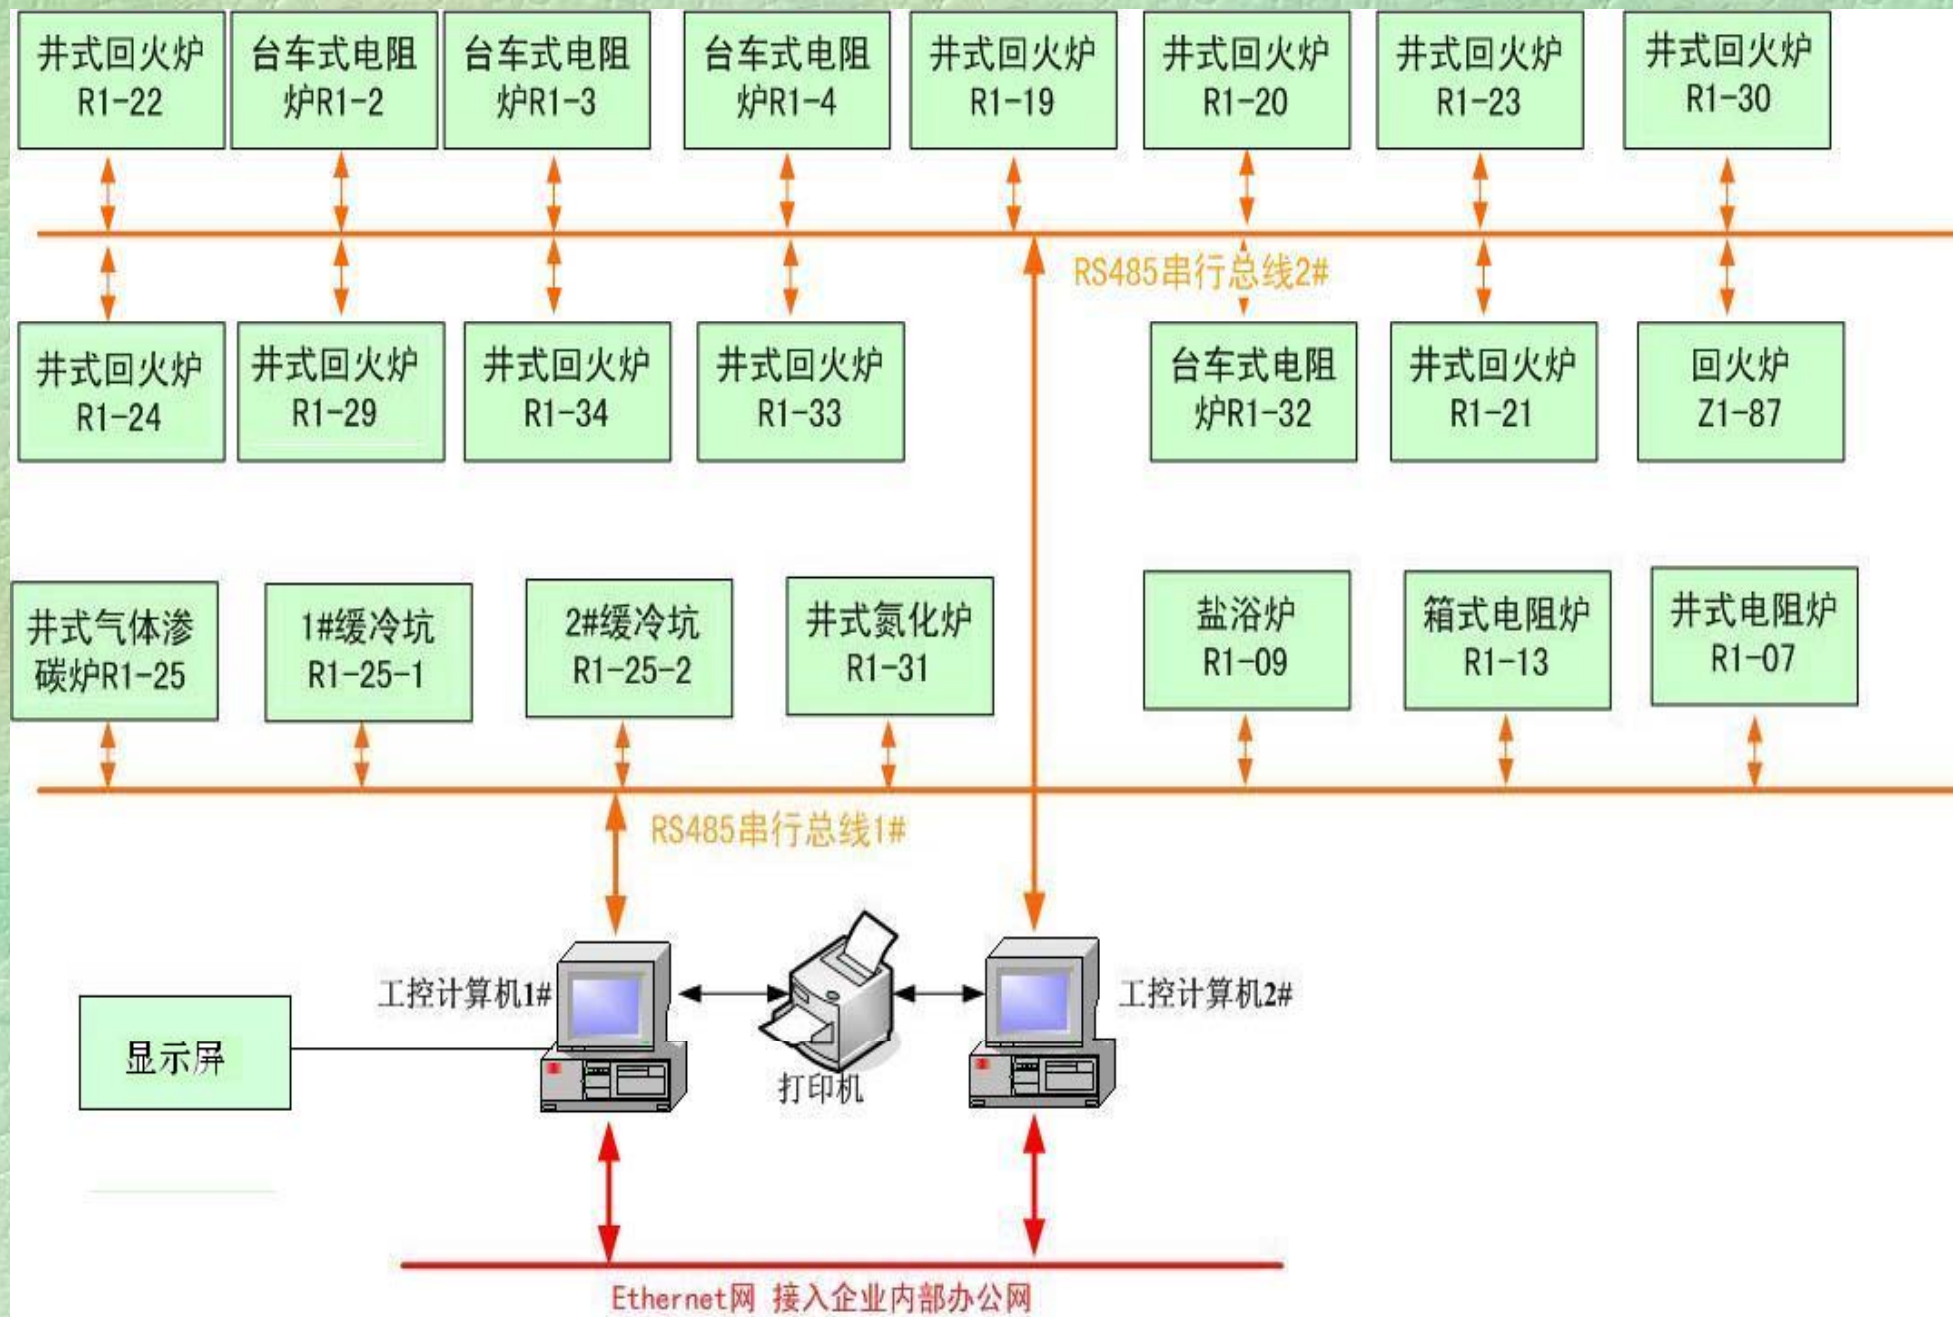 井式回火炉
R1-22
台车式电阻
炉R1-2
台车式电阻
炉R1-3
台车式电阻
炉R1-4
井式回火炉
R1-19
井式回火炉
R1-20
井式回火炉
R1-23
井式回火炉
R1-30
RS485串行总线2#
井式回火炉
R1-24
井式回火炉
R1-29
井式回火炉
R1-34
井式回火炉
R1-33
台车式电阻
炉R1-32
井式回火炉
R1-21
回火炉
Z1-87
井式气体渗
碳炉R1-25
1#缓冷坑
R1-25-1
2#缓冷坑
R1-25-2
井式氮化炉
R1-31
盐浴炉
R1-09
箱式电阻炉
R1-13
井式电阻炉
R1-07
RS485串行总线1#
工控计算机1#
工控计算机2#
显示屏
打印机
Ethernet网 接入企业内部办公网